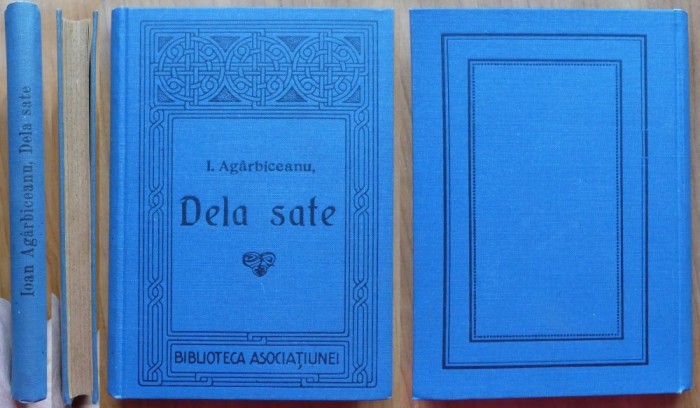 Ioan Agârbiceanu, Dela sate
I. Agârbiceanu,
Dela sate
BIBLIOTECA ASOCIAȚIUNEI